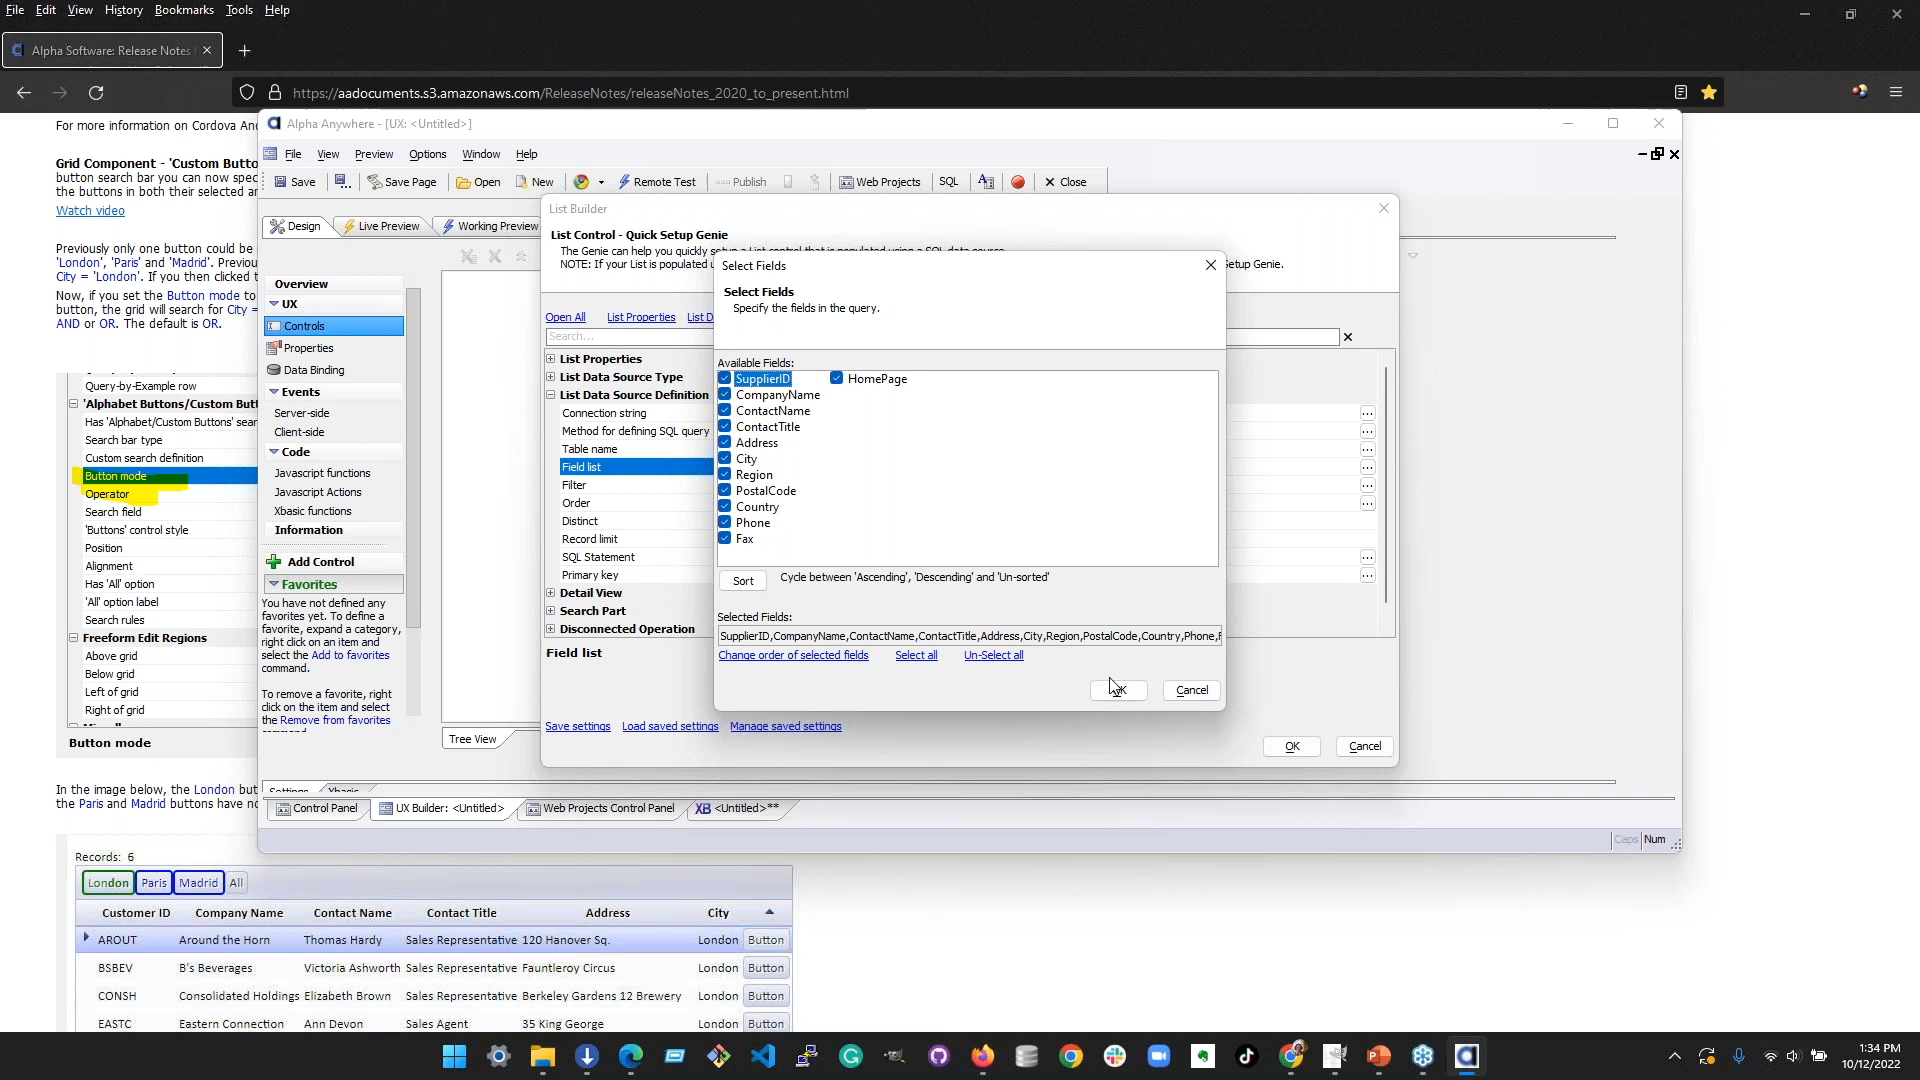 File Edit View History Bookmarks Tools Help
Alpha Software: Release Notes
https://aadocuments.s3.amazonaws.com/ReleaseNotes/releaseNotes_2020_to_present.html
For more information on Cordova
Grid Component - 'Custom Butto
button search bar you can now spec
the buttons in both their selected
Watch video
Previously only one button could be
'London', 'Paris' and 'Madrid'. Previou
City = 'London'. If you then clicked
Now, if you set the Button mode to
button, the grid will search for City =
AND or OR. The default is OR.
Query-by-Example row
'Alphabet Buttons/Custom But
Has 'Alphabet/Custom Buttons' sear
Search bar type
Custom search definition
Button mode
Operator
Search field
'Buttons' control style
Position
Alignment
Has 'All' option
'All' option label
Search rules
Freeform Edit Regions
Above grid
Below grid
Left of grid
Right of grid
Button mode
In the image below, the London but
the Paris and Madrid buttons have no
Records: 6
London Paris Madrid All
Customer ID Company Name Contact Name Contact Title Address City
AROUT Around the Horn Thomas Hardy Sales Representative 120 Hanover Sq. London Button
BSBEV B's Beverages Victoria Ashworth Sales Representative Fauntleroy Circus London Button
CONSH Consolidated Holdings Elizabeth Brown Sales Representative Berkeley Gardens 12 Brewery London Button
EASTC Eastern Connection Ann Devon Sales Agent 35 King George London Button
Alpha Anywhere - [UX: <Untitled>]
File View Preview Options Window Help
Save Save Page Open New Remote Test Publish Web Projects SQL Close
Design Live Preview Working Preview
Overview
UX
Controls
Properties
Data Binding
Events
Server-side
Client-side
Code
Javascript functions
Javascript Actions
Xbasic functions
Information
Add Control
Favorites
You have not defined any
favorites yet. To define a
favorite, expand a category,
right click on an item and
select the Add to favorites
command.
To remove a favorite, right
click on the item and select
the Remove from favorites
Tree View
Settings Xbasic
Control Panel UX Builder: <Untitled> Web Projects Control Panel XB <Untitled>**
Caps Num
List Builder
List Control - Quick Setup Genie
The Genie can help you quickly setup a List control that is populated using a SQL data source.
NOTE: If your List is populated u
etup Genie.
Open All List Properties List D
Search...
List Properties
List Data Source Type
List Data Source Definition
Connection string
Method for defining SQL query
Table name
Field list
Filter
Order
Distinct
Record limit
SQL Statement
Primary key
Detail View
Search Part
Disconnected Operation
Field list
Save settings Load saved settings Manage saved settings
OK Cancel
Select Fields
Select Fields
Specify the fields in the query.
Available Fields:
SupplierID HomePage
CompanyName
ContactName
ContactTitle
Address
City
Region
PostalCode
Country
Phone
Fax
Sort Cycle between 'Ascending', 'Descending' and 'Un-sorted'
Selected Fields:
SupplierID,CompanyName,ContactName,ContactTitle,Address,City,Region,PostalCode,Country,Phone,F
Change order of selected fields Select all Un-Select all
OK Cancel
1:34 PM
10/12/2022